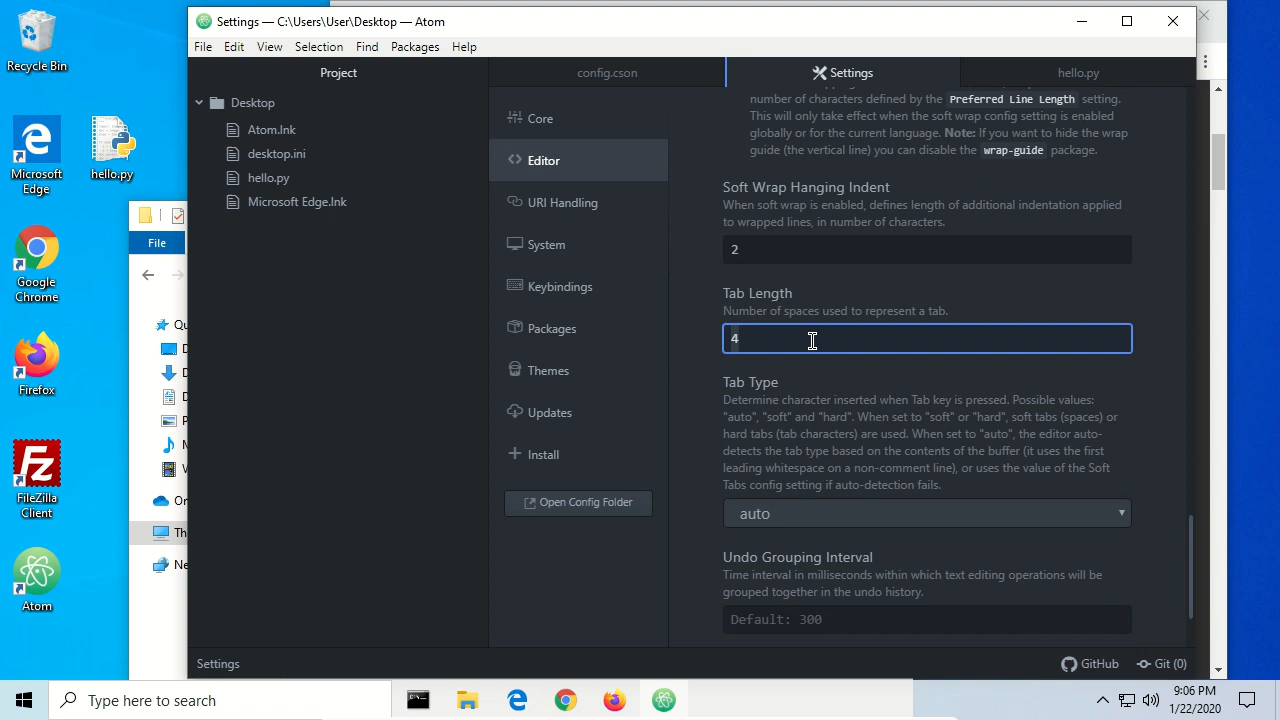 Settings — C:\Users\User\Desktop — Atom
File Edit View Selection Find Packages Help
Project
config.cson
Settings
hello.py
Desktop
Atom.lnk
desktop.ini
hello.py
Microsoft Edge.lnk
Core
Editor
URI Handling
System
Keybindings
Packages
Themes
Updates
Install
Open Config Folder
number of characters defined by the Preferred Line Length setting.
This will only take effect when the soft wrap config setting is enabled
globally or for the current language. Note: If you want to hide the wrap
guide (the vertical line) you can disable the wrap-guide package.
Soft Wrap Hanging Indent
When soft wrap is enabled, defines length of additional indentation applied
to wrapped lines, in number of characters.
2
Tab Length
Number of spaces used to represent a tab.
4
Tab Type
Determine character inserted when Tab key is pressed. Possible values:
"auto", "soft" and "hard". When set to "soft" or "hard", soft tabs (spaces) or
hard tabs (tab characters) are used. When set to "auto", the editor auto-
detects the tab type based on the contents of the buffer (it uses the first
leading whitespace on a non-comment line), or uses the value of the Soft
Tabs config setting if auto-detection fails.
auto
Undo Grouping Interval
Time interval in milliseconds within which text editing operations will be
grouped together in the undo history.
Default: 300
Settings
GitHub
Git (0)
Recycle Bin
Microsoft
Edge
hello.py
Google
Chrome
Firefox
FileZilla
Client
Atom
File
Type here to search
9:06 PM
1/22/2020